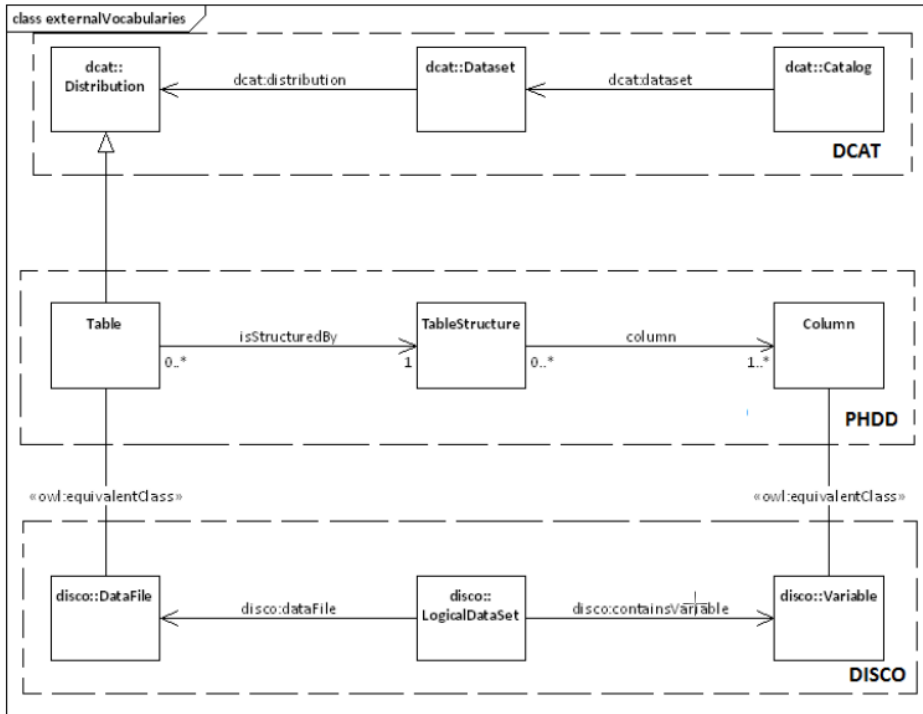 class externalVocabularies
dcat::
Distribution
dcat:distribution
dcat::Dataset
dcat:dataset
dcat::Catalog
DCAT
Table
isStructuredBy
0..*
1
TableStructure
column
0..*
1..*
Column
PHDD
«owl:equivalentClass»
«owl:equivalentClass»
disco::DataFile
disco:dataFile
disco::
LogicalDataSet
disco:containsVariable
disco::Variable
DISCO